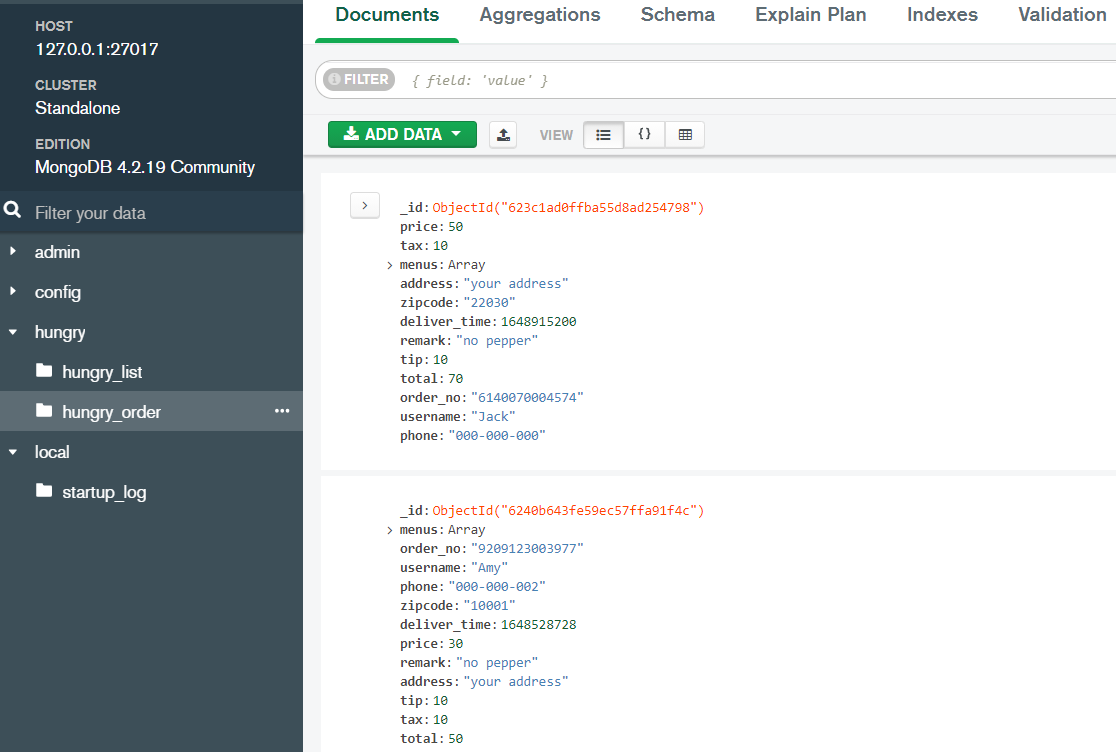 HOST
127.0.0.1:27017
CLUSTER
Standalone
EDITION
MongoDB 4.2.19 Community
Filter your data
admin
config
hungry
hungry_list
hungry_order
local
startup_log
Documents Aggregations Schema Explain Plan Indexes Validation
FILTER { field: 'value' }
ADD DATA VIEW {}
_id: ObjectId("623c1ad0ffba55d8ad254798")
price: 50
tax: 10
menus: Array
address: "your address"
zipcode: "22030"
deliver_time: 1648915200
remark: "no pepper"
tip: 10
total: 70
order_no: "6140070004574"
username: "Jack"
phone: "000-000-000"
_id: ObjectId("6240b643fe59ec57ffa91f4c")
menus: Array
order_no: "9209123003977"
username: "Amy"
phone: "000-000-002"
zipcode: "10001"
deliver_time: 1648528728
price: 30
remark: "no pepper"
address: "your address"
tip: 10
tax: 10
total: 50